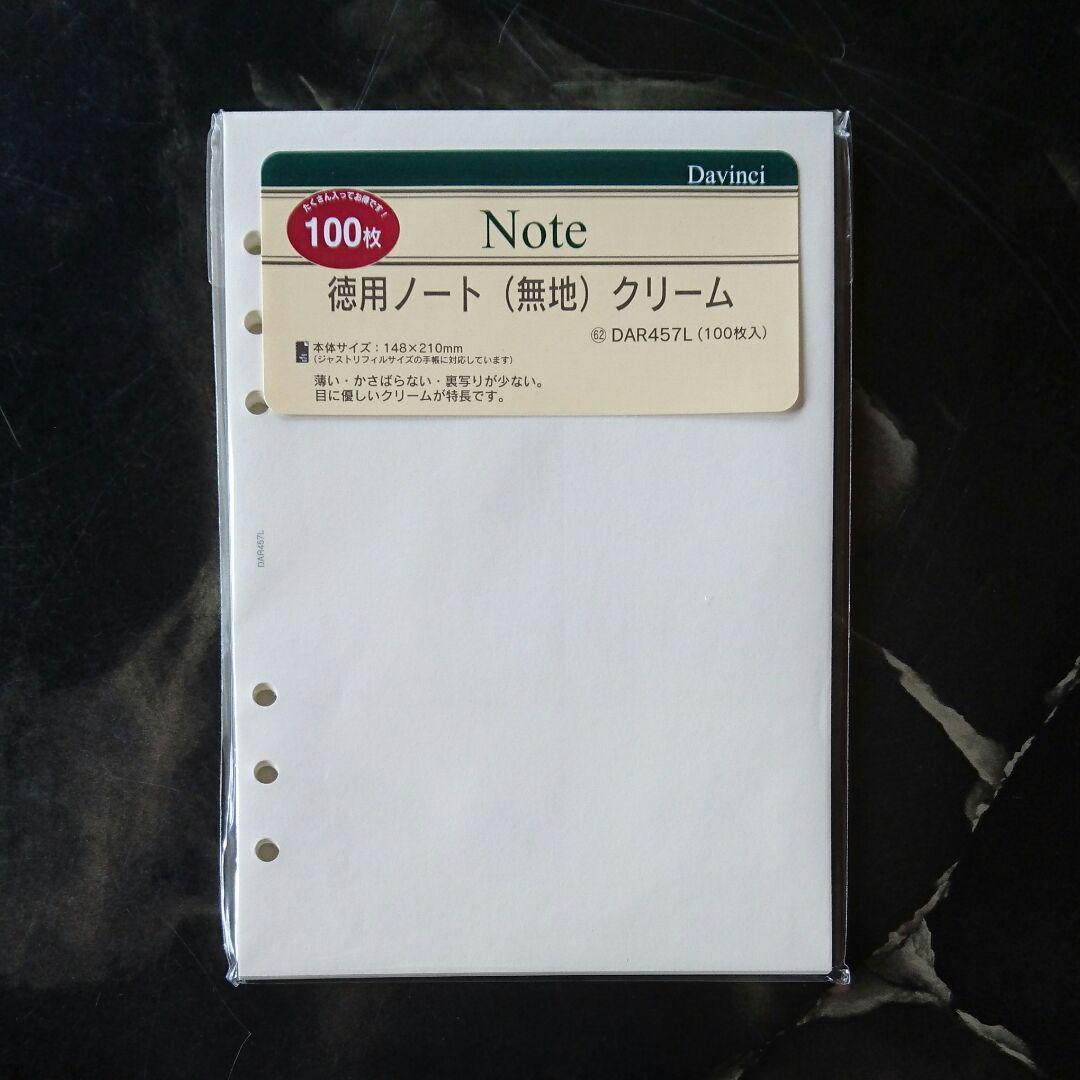 Davinci
たくさん入ってお得です！
100枚
Note
徳用ノート（無地）クリーム
62 DAR457L（100枚入）
本体サイズ：148×210mm
（ジャストリフィルサイズの手帳に対応しています）
薄い・かさばらない・裏写りが少ない。
目に優しいクリームが特長です。
DAR457L